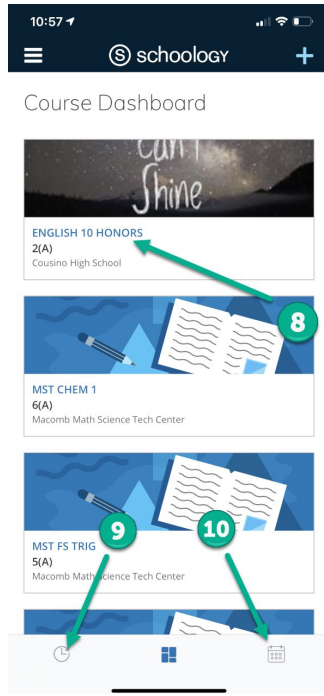 10:57
schoology
Course Dashboard
Can't
Shine
ENGLISH 10 HONORS
2(A)
Cousino High School
8
MST CHEM 1
6(A)
Macomb Math Science Tech Center
9
10
MST FS TRIG
5(A)
Macomb Math Science Tech Center